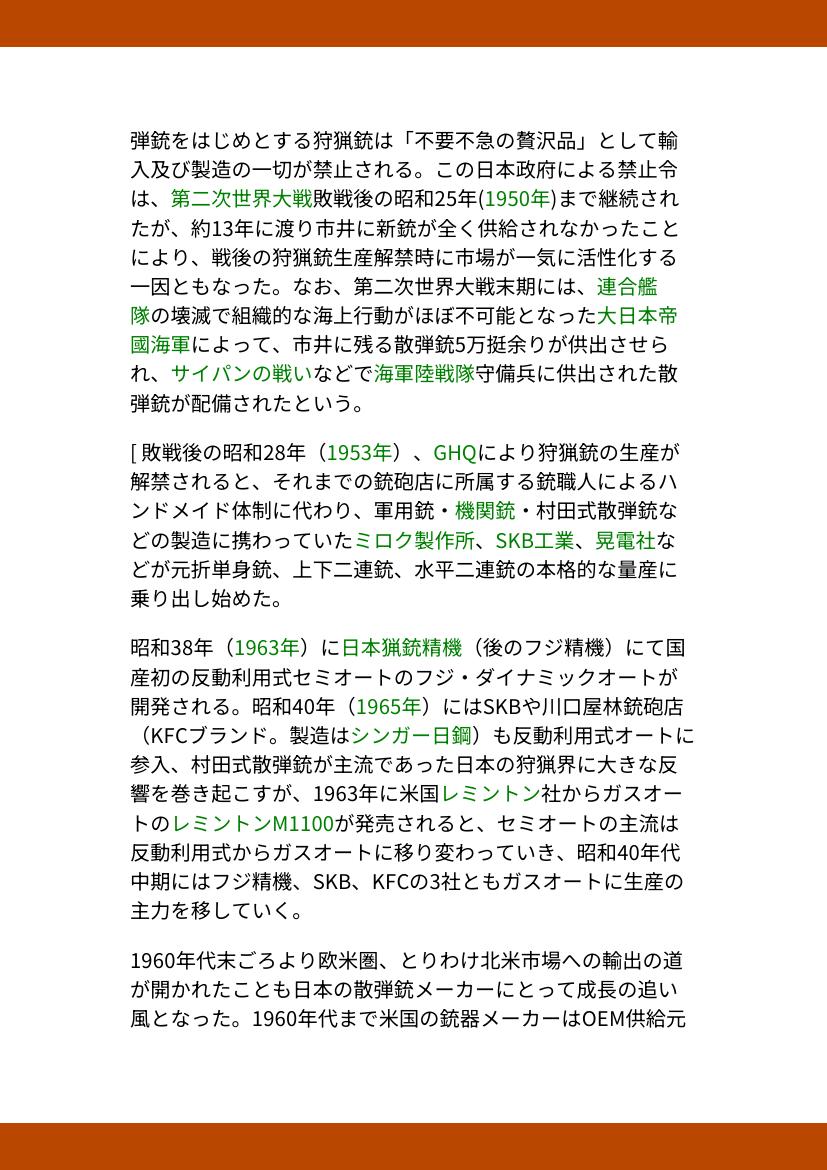 弾銃をはじめとする狩猟銃は「不要不急の贅沢品」として輸
入及び製造の一切が禁止される。この日本政府による禁止令
は、第二次世界大戦敗戦後の昭和25年(1950年)まで継続され
たが、約13年に渡り市井に新銃が全く供給されなかったこと
により、戦後の狩猟銃生産解禁時に市場が一気に活性化する
一因ともなった。なお、第二次世界大戦末期には、連合艦
隊の壊滅で組織的な海上行動がほぼ不可能となった大日本帝
國海軍によって、市井に残る散弾銃5万挺余りが供出させら
れ、サイパンの戦いなどで海軍陸戦隊守備兵に供出された散
弾銃が配備されたという。
[ 敗戦後の昭和28年（1953年）、GHQにより狩猟銃の生産が
解禁されると、それまでの銃砲店に所属する銃職人によるハ
ンドメイド体制に代わり、軍用銃・機関銃・村田式散弾銃な
どの製造に携わっていたミロク製作所、SKB工業、晃電社な
どが元折単身銃、上下二連銃、水平二連銃の本格的な量産に
乗り出し始めた。
昭和38年（1963年）に日本猟銃精機（後のフジ精機）にて国
産初の反動利用式セミオートのフジ・ダイナミックオートが
開発される。昭和40年（1965年）にはSKBや川口屋林銃砲店
（KFCブランド。製造はシンガー日鋼）も反動利用式オートに
参入、村田式散弾銃が主流であった日本の狩猟界に大きな反
響を巻き起こすが、1963年に米国レミントン社からガスオー
トのレミントンM1100が発売されると、セミオートの主流は
反動利用式からガスオートに移り変わっていき、昭和40年代
中期にはフジ精機、SKB、KFCの3社ともガスオートに生産の
主力を移していく。
1960年代末ごろより欧米圏、とりわけ北米市場への輸出の道
が開かれたことも日本の散弾銃メーカーにとって成長の追い
風となった。1960年代まで米国の銃器メーカーはOEM供給元